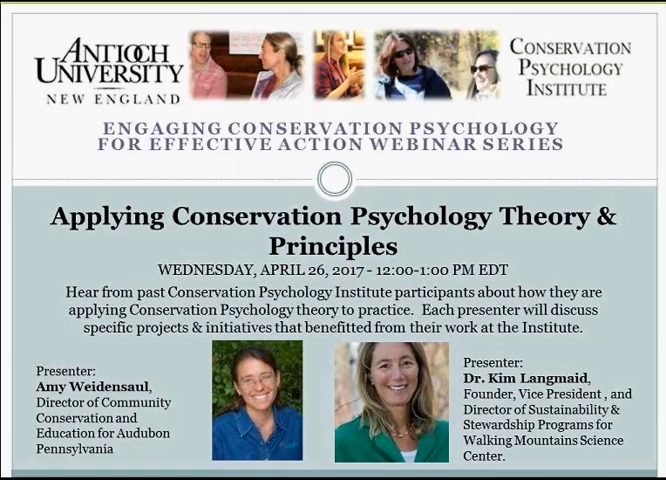 ANTIOCH
UNIVERSITY
NEW ENGLAND
CONSERVATION
PSYCHOLOGY
INSTITUTE
ENGAGING CONSERVATION PSYCHOLOGY
FOR EFFECTIVE ACTION WEBINAR SERIES
Applying Conservation Psychology Theory &
Principles
WEDNESDAY, APRIL 26, 2017 - 12:00-1:00 PM EDT
Hear from past Conservation Psychology Institute participants about how they are
applying Conservation Psychology theory to practice. Each presenter will discuss
specific projects & initiatives that benefitted from their work at the Institute.
Presenter:
Amy Weidensaul,
Director of Community
Conservation and
Education for Audubon
Pennsylvania
Presenter:
Dr. Kim Langmaid,
Founder, Vice President , and
Director of Sustainability &
Stewardship Programs for
Walking Mountains Science
Center.